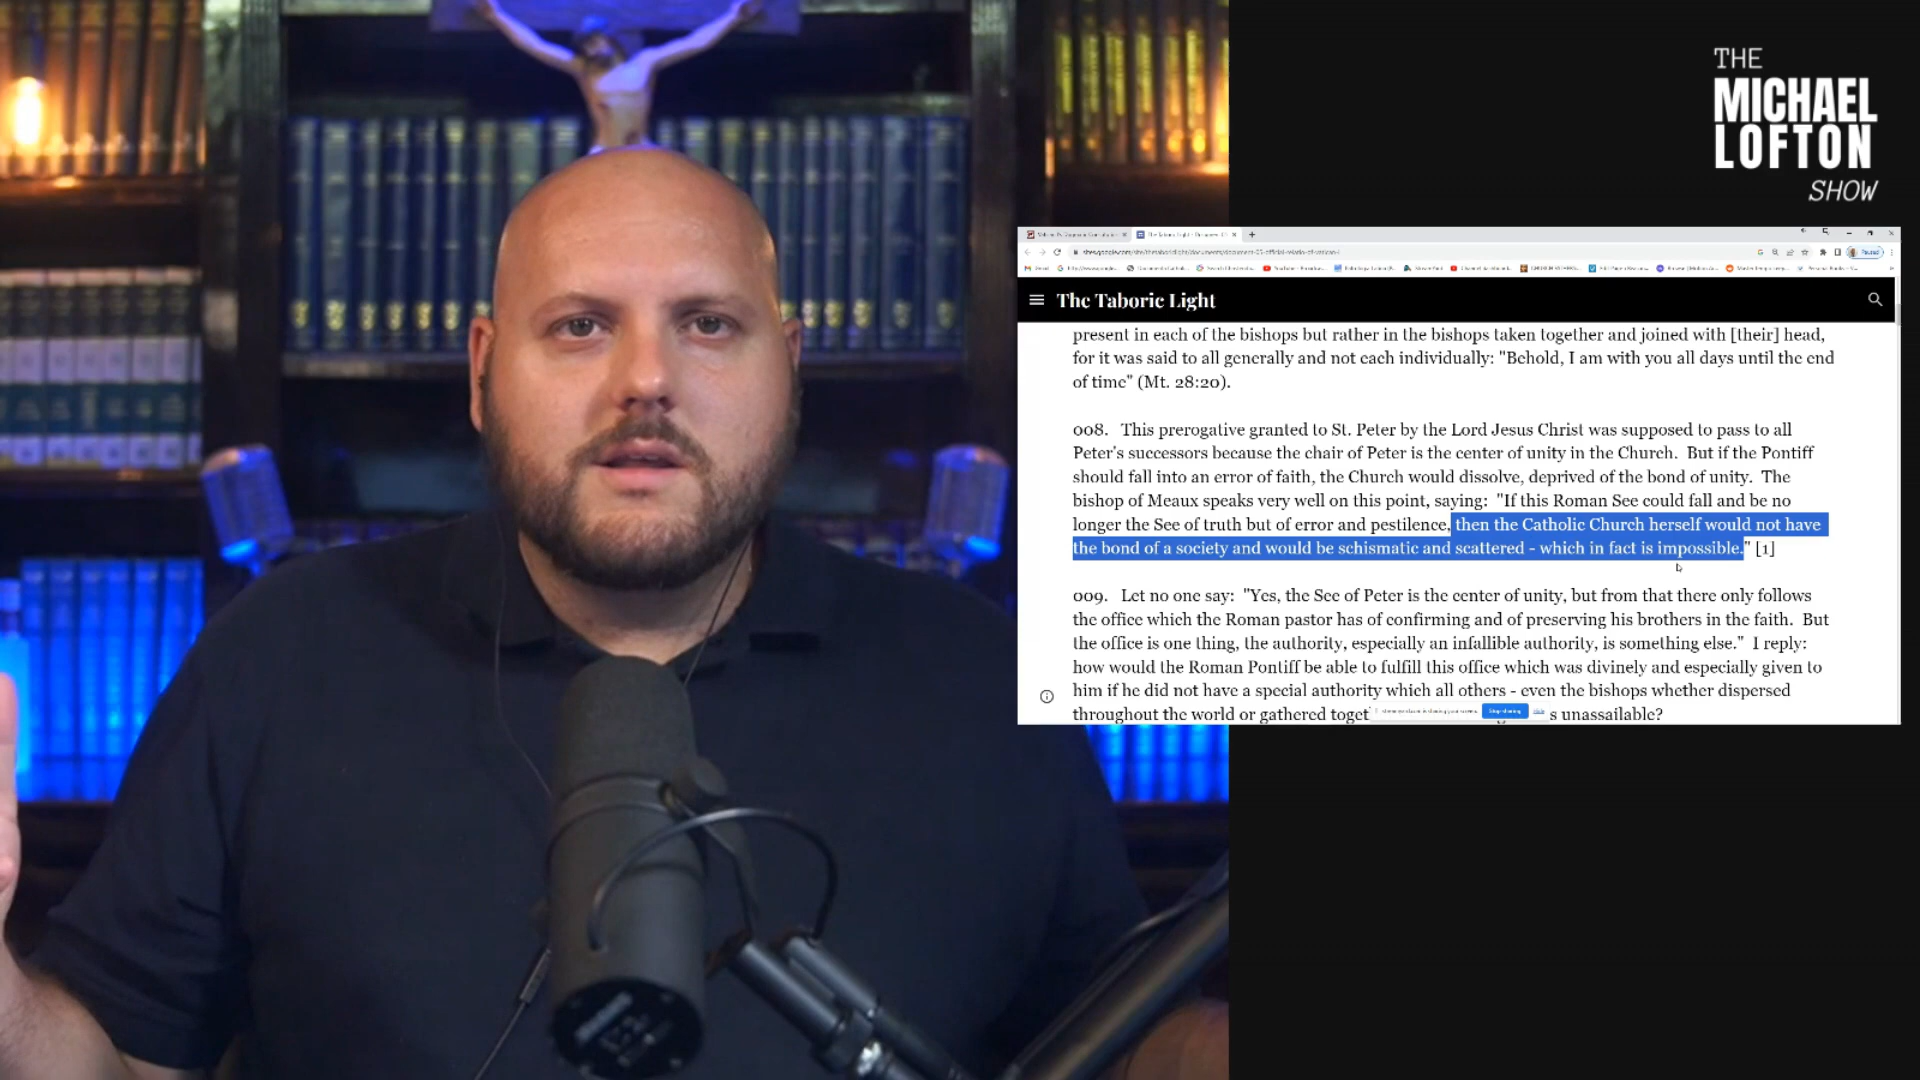 THE
MICHAEL
LOFTON
SHOW
The Taboric Light
present in each of the bishops but rather in the bishops taken together and joined with [their] head,
for it was said to all generally and not each individually: "Behold, I am with you all days until the end
of time" (Mt. 28:20).
008. This prerogative granted to St. Peter by the Lord Jesus Christ was supposed to pass to all
Peter's successors because the chair of Peter is the center of unity in the Church. But if the Pontiff
should fall into an error of faith, the Church would dissolve, deprived of the bond of unity. The
bishop of Meaux speaks very well on this point, saying: "If this Roman See could fall and be no
longer the See of truth but of error and pestilence, then the Catholic Church herself would not have
the bond of a society and would be schismatic and scattered - which in fact is impossible." [1]
009. Let no one say: "Yes, the See of Peter is the center of unity, but from that there only follows
the office which the Roman pastor has of confirming and of preserving his brothers in the faith. But
the office is one thing, the authority, especially an infallible authority, is something else." I reply:
how would the Roman Pontiff be able to fulfill this office which was divinely and especially given to
him if he did not have a special authority which all others - even the bishops whether dispersed
throughout the world or gathered toget
is sharing your screen.
Stop sharing
s unassailable?